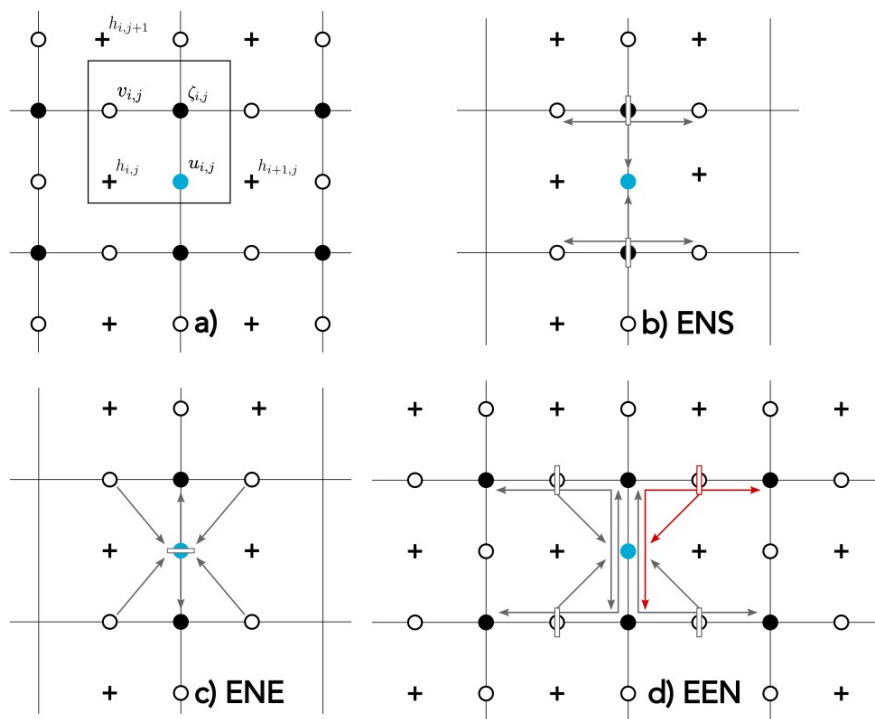 h_{i,j+1}
v_{i,j} ζ_{i,j}
h_{i,j} u_{i,j} h_{i+1,j}
a)
b) ENS
c) ENE
d) EEN